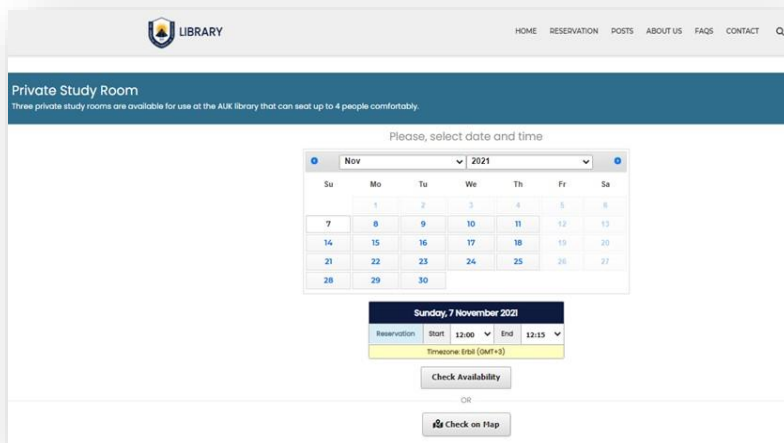 LIBRARY
HOME RESERVATION POSTS ABOUT US FAQS CONTACT
Private Study Room
Three private study rooms are available for use at the AUK library that can seat up to 4 people comfortably.
Please, select date and time
Nov 2021
Su Mo Tu We Th Fr Sa
1 2 3 4 5 6
7 8 9 10 11 12 13
14 15 16 17 18 19 20
21 22 23 24 25 26 27
28 29 30
Sunday, 7 November 2021
Reservation Start 12:00 End 12:15
Timezone: Erbil (GMT+3)
Check Availability
OR
Check on Map